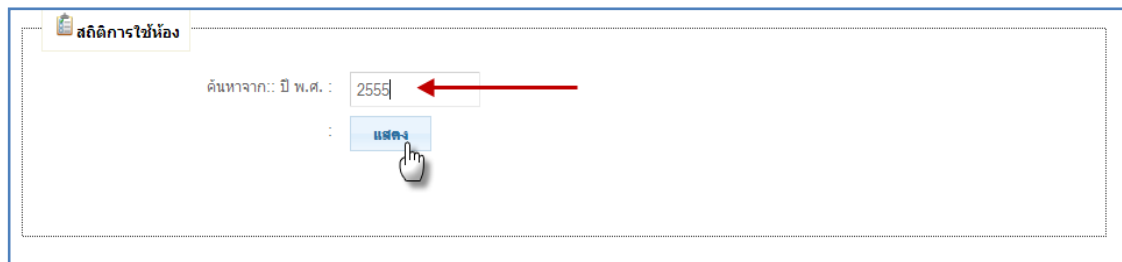 สถิติการใช้ห้อง
ค้นหาจาก:: ปี พ.ศ. : 2555
: แสดง